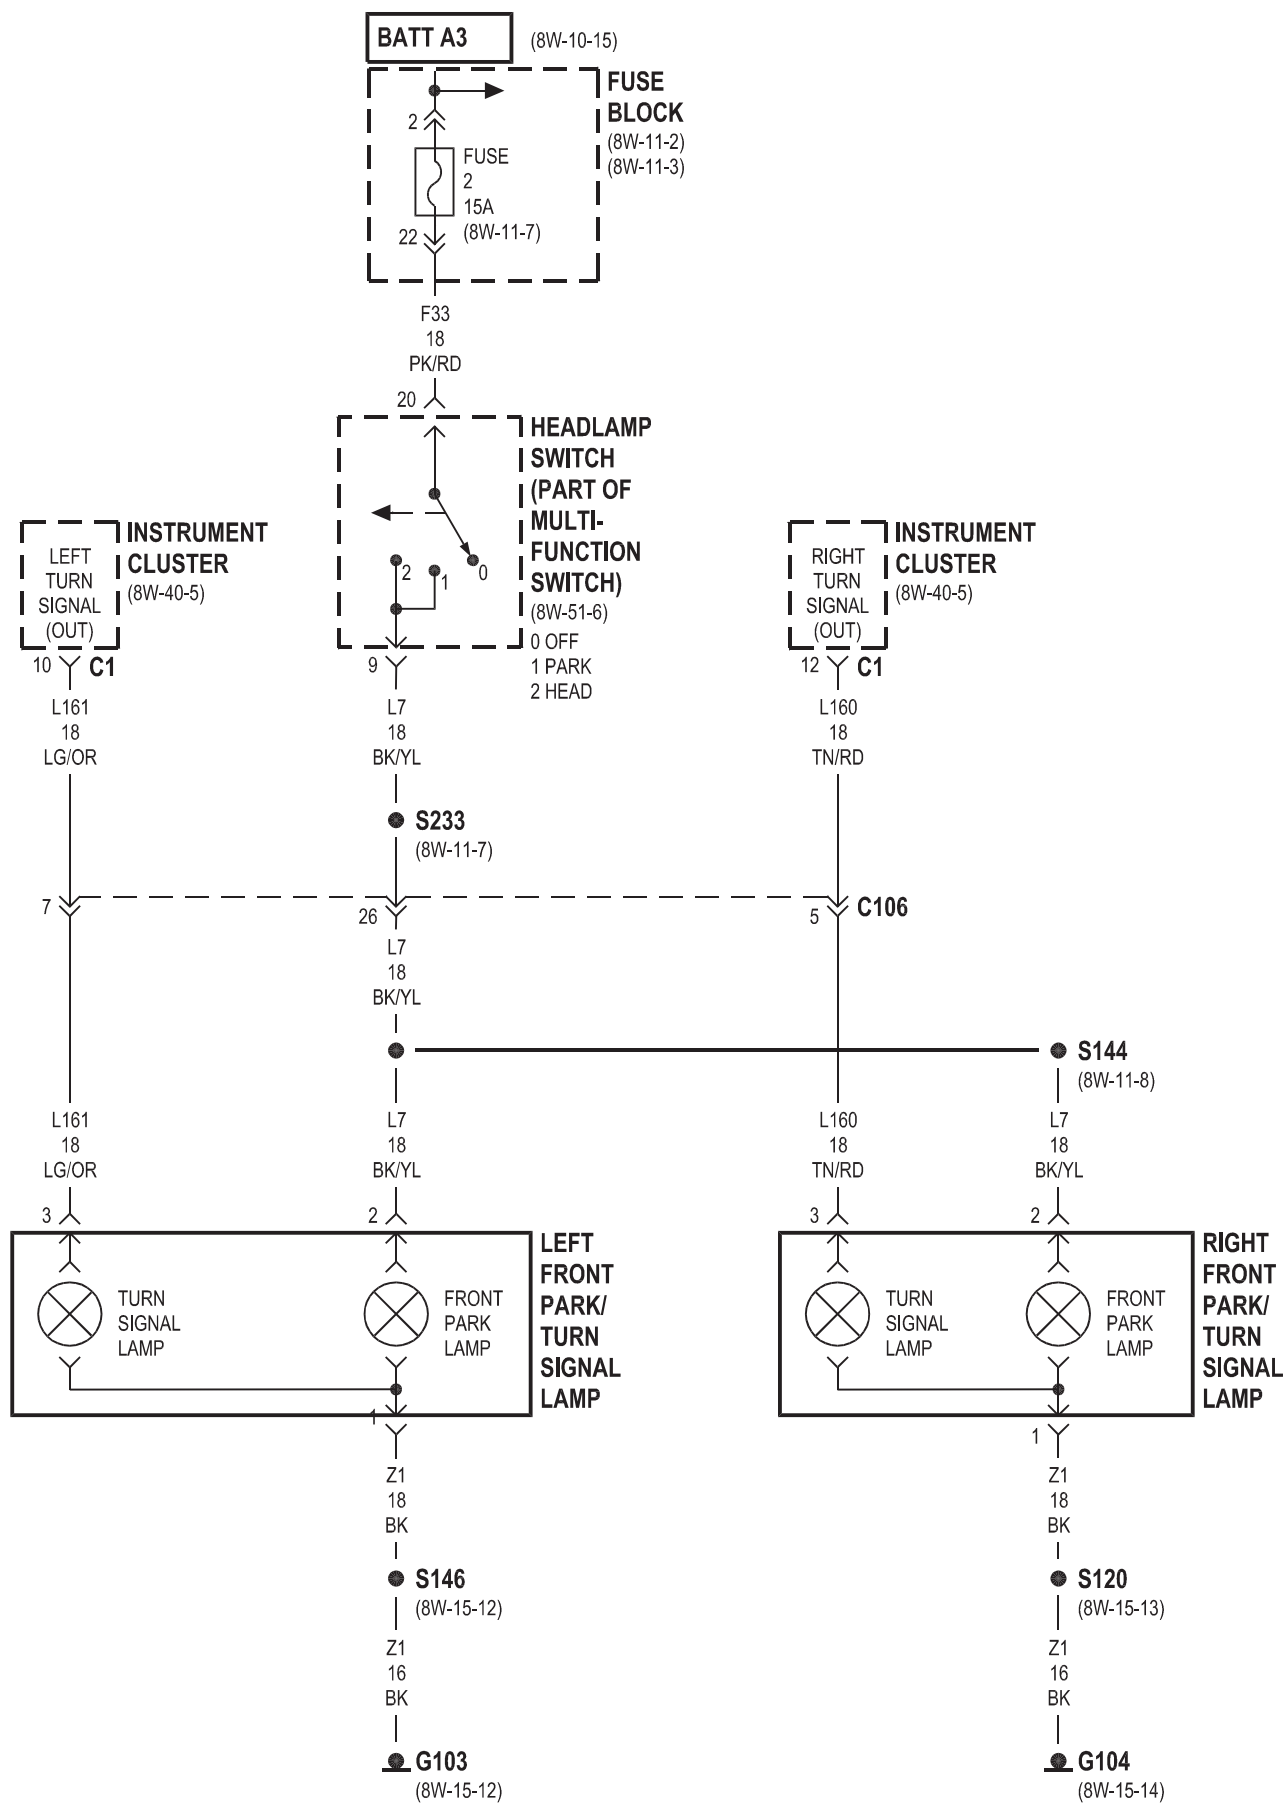 BATT A3
(8W-10-15)
FUSE
BLOCK
(8W-11-2)
(8W-11-3)
2
FUSE
2
15A
(8W-11-7)
22
F33
18
PK/RD
20
HEADLAMP
SWITCH
(PART OF
MULTI-
FUNCTION
SWITCH)
(8W-51-6)
0 OFF
1 PARK
2 HEAD
2
1
0
INSTRUMENT
CLUSTER
(8W-40-5)
LEFT
TURN
SIGNAL
(OUT)
10
C1
L161
18
LG/OR
9
L7
18
BK/YL
INSTRUMENT
CLUSTER
(8W-40-5)
RIGHT
TURN
SIGNAL
(OUT)
12
C1
L160
18
TN/RD
S233
(8W-11-7)
7
26
5
C106
L7
18
BK/YL
S144
(8W-11-8)
L161
18
LG/OR
L7
18
BK/YL
L160
18
TN/RD
L7
18
BK/YL
3
2
3
2
TURN
SIGNAL
LAMP
FRONT
PARK
LAMP
LEFT
FRONT
PARK/
TURN
SIGNAL
LAMP
TURN
SIGNAL
LAMP
FRONT
PARK
LAMP
RIGHT
FRONT
PARK/
TURN
SIGNAL
LAMP
1
1
Z1
18
BK
Z1
18
BK
S146
(8W-15-12)
S120
(8W-15-13)
Z1
16
BK
Z1
16
BK
G103
(8W-15-12)
G104
(8W-15-14)